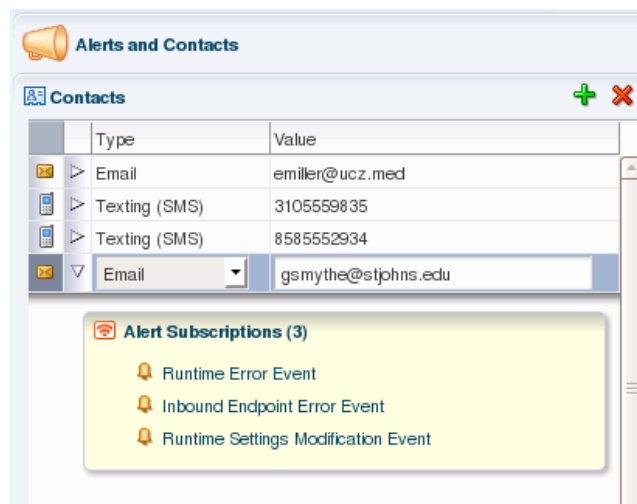 Alerts and Contacts
Contacts
Type Value
Email emiller@ucz.med
Texting (SMS) 3105559835
Texting (SMS) 8585552934
Email gsmythe@stjohns.edu
Alert Subscriptions (3)
Runtime Error Event
Inbound Endpoint Error Event
Runtime Settings Modification Event